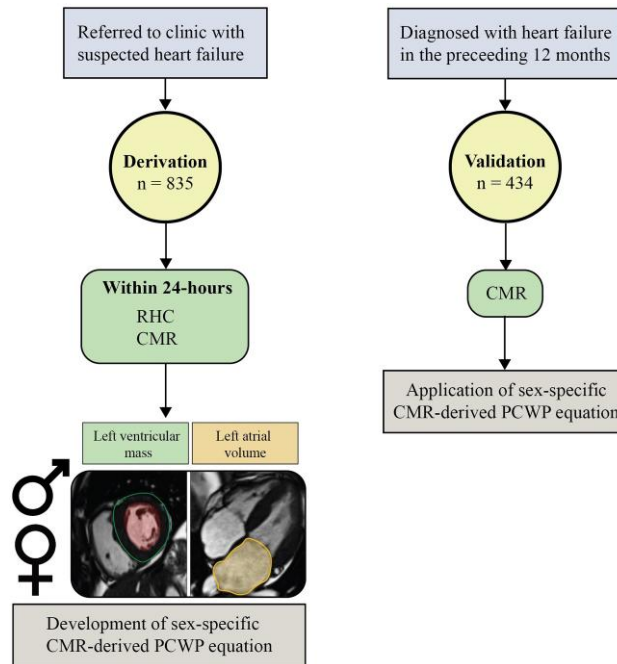 Referred to clinic with
suspected heart failure
Derivation
n = 835
Within 24-hours
RHC
CMR
Left ventricular
mass
Left atrial
volume
Development of sex-specific
CMR-derived PCWP equation
Diagnosed with heart failure
in the preceeding 12 months
Validation
n = 434
CMR
Application of sex-specific
CMR-derived PCWP equation